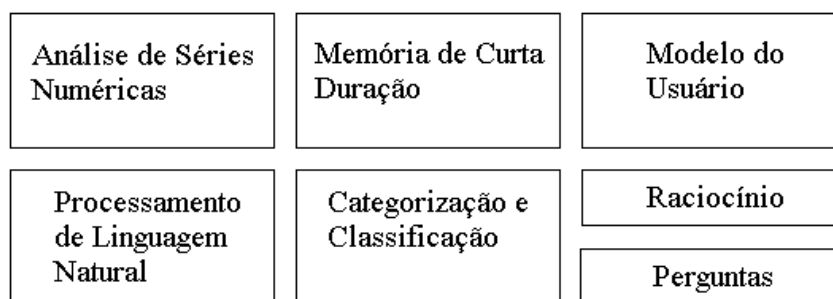 Análise de Séries
Numéricas
Memória de Curta
Duração
Modelo do
Usuário
Processamento
de Linguagem
Natural
Categorização e
Classificação
Raciocínio
Perguntas